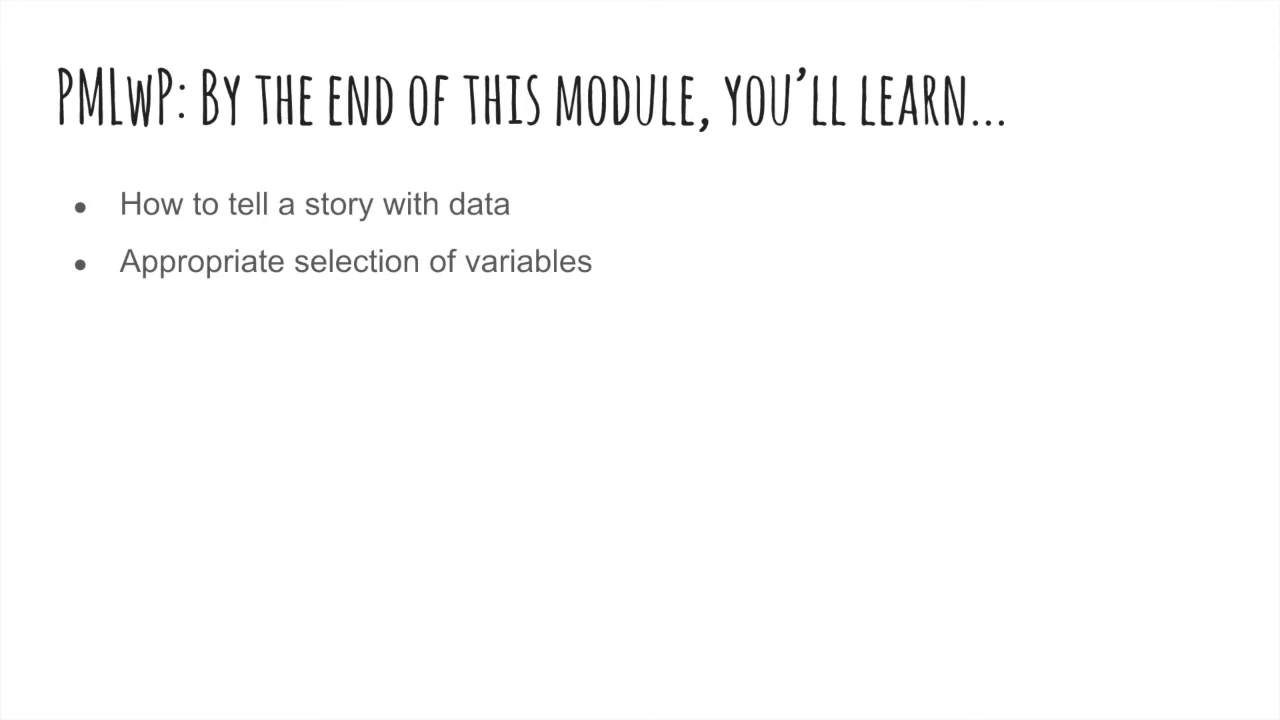 PMLwP: By the end of this module, you’ll learn...
● How to tell a story with data
● Appropriate selection of variables